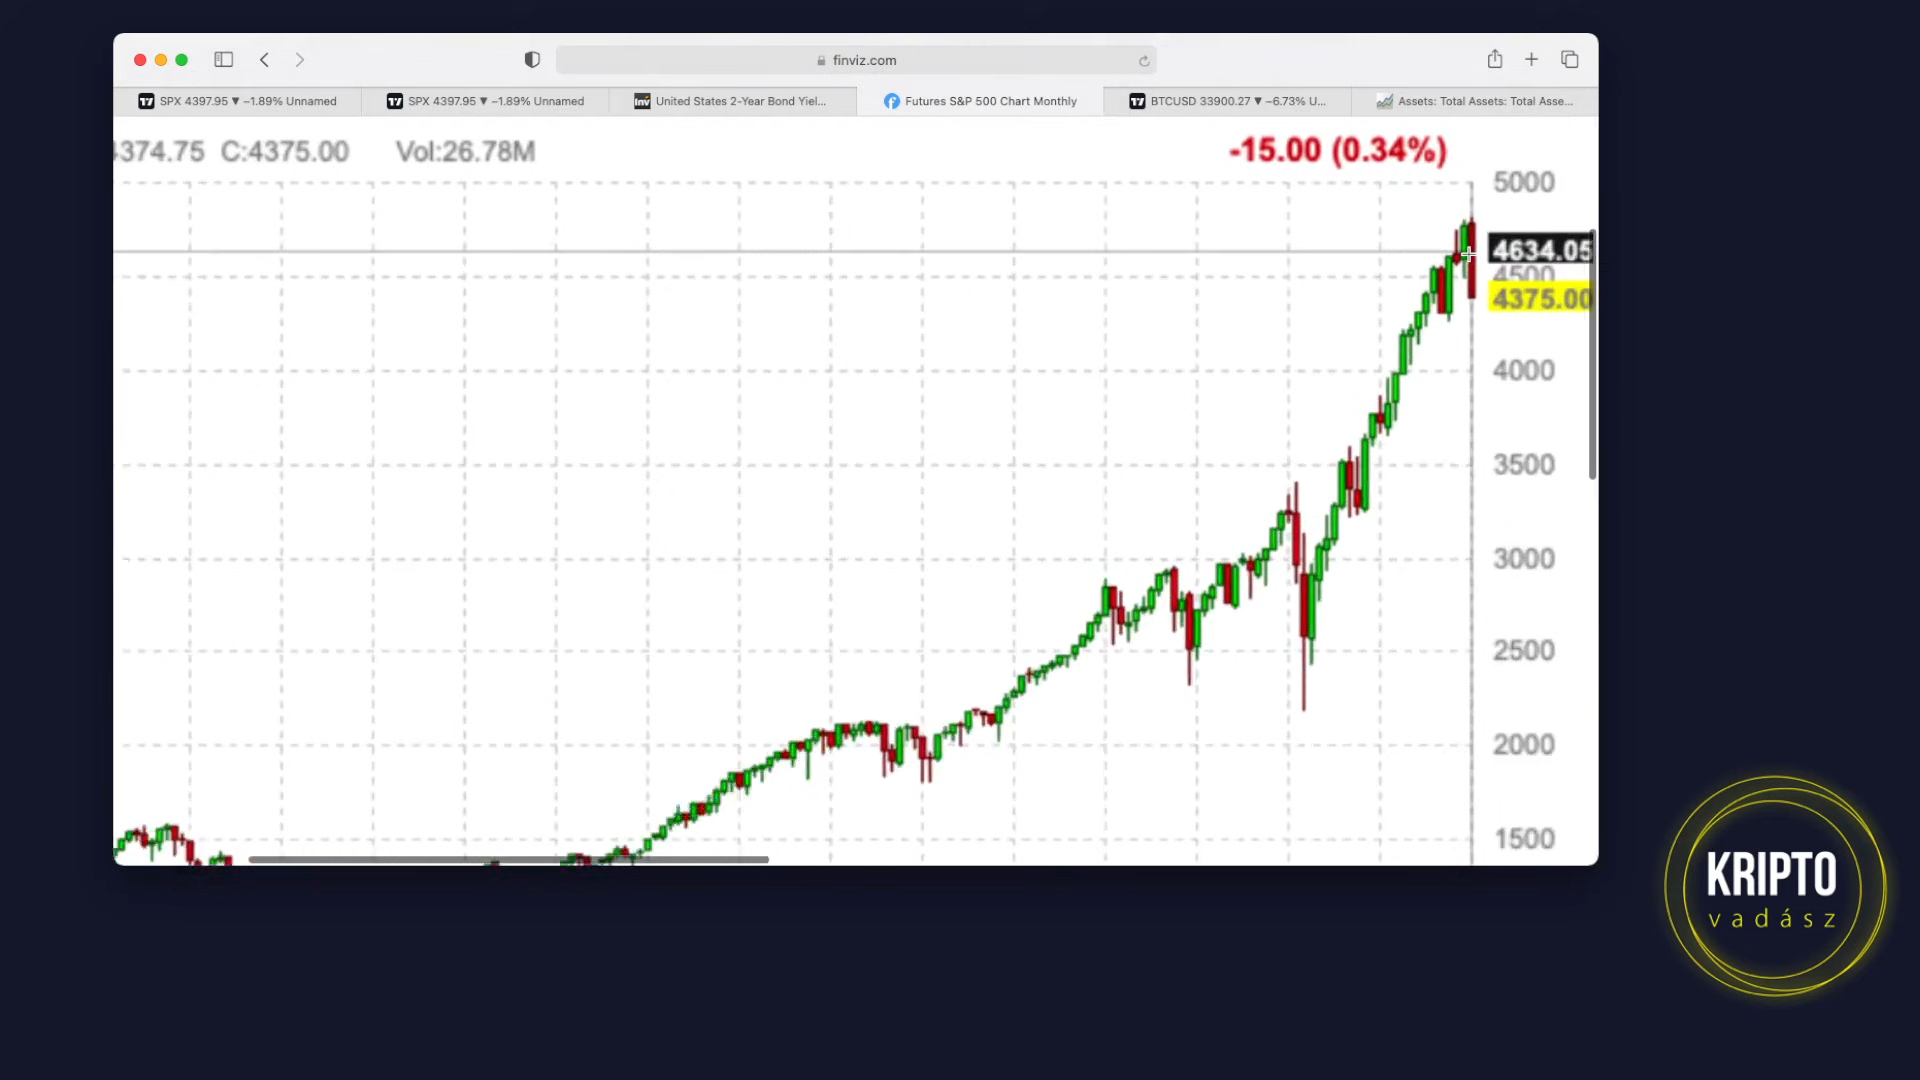 finviz.com
SPX 4397.95 ▼ −1.89% Unnamed
SPX 4397.95 ▼ −1.89% Unnamed
United States 2-Year Bond Yiel...
Futures S&P 500 Chart Monthly
BTCUSD 33900.27 ▼ −6.73% U...
Assets: Total Assets: Total Asse...
4374.75 C:4375.00 Vol:26.78M
-15.00 (0.34%)
5000
4634.05
4500
4375.00
4000
3500
3000
2500
2000
1500
KRIPTO
vadász